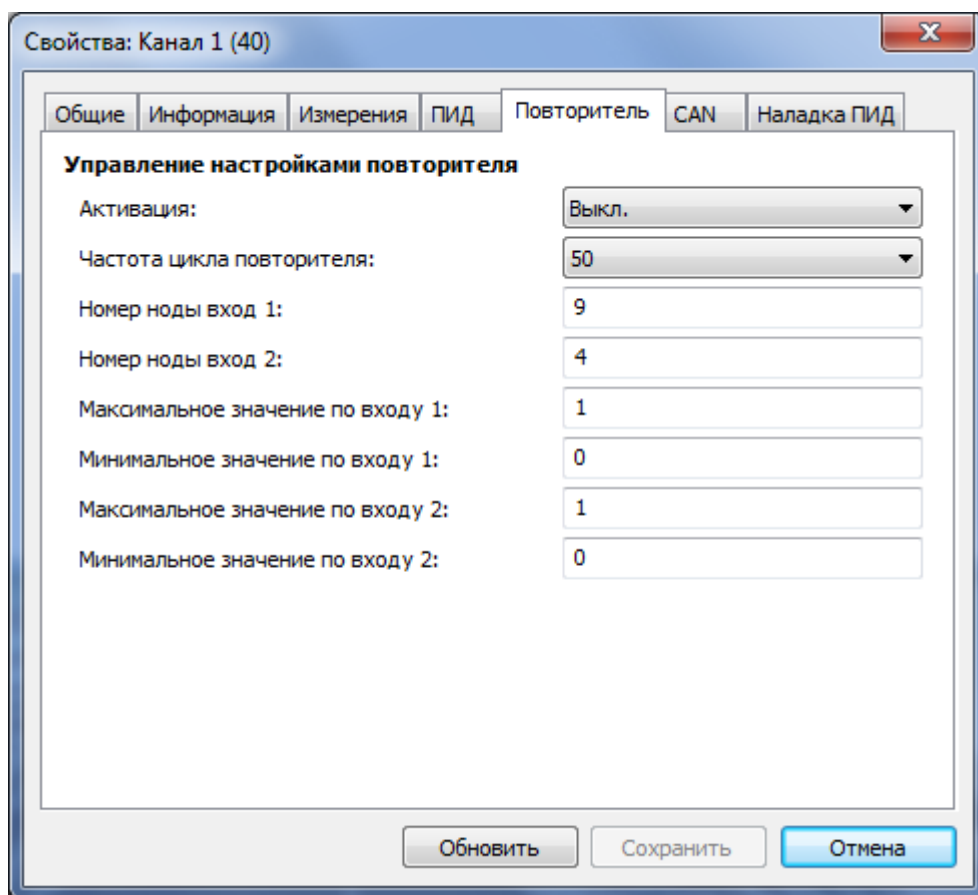 Свойства: Канал 1 (40)
Общие Информация Измерения ПИД Повторитель CAN Наладка ПИД
Управление настройками повторителя
Активация: Выкл.
Частота цикла повторителя: 50
Номер ноды вход 1: 9
Номер ноды вход 2: 4
Максимальное значение по входу 1: 1
Минимальное значение по входу 1: 0
Максимальное значение по входу 2: 1
Минимальное значение по входу 2: 0
Обновить Сохранить Отмена